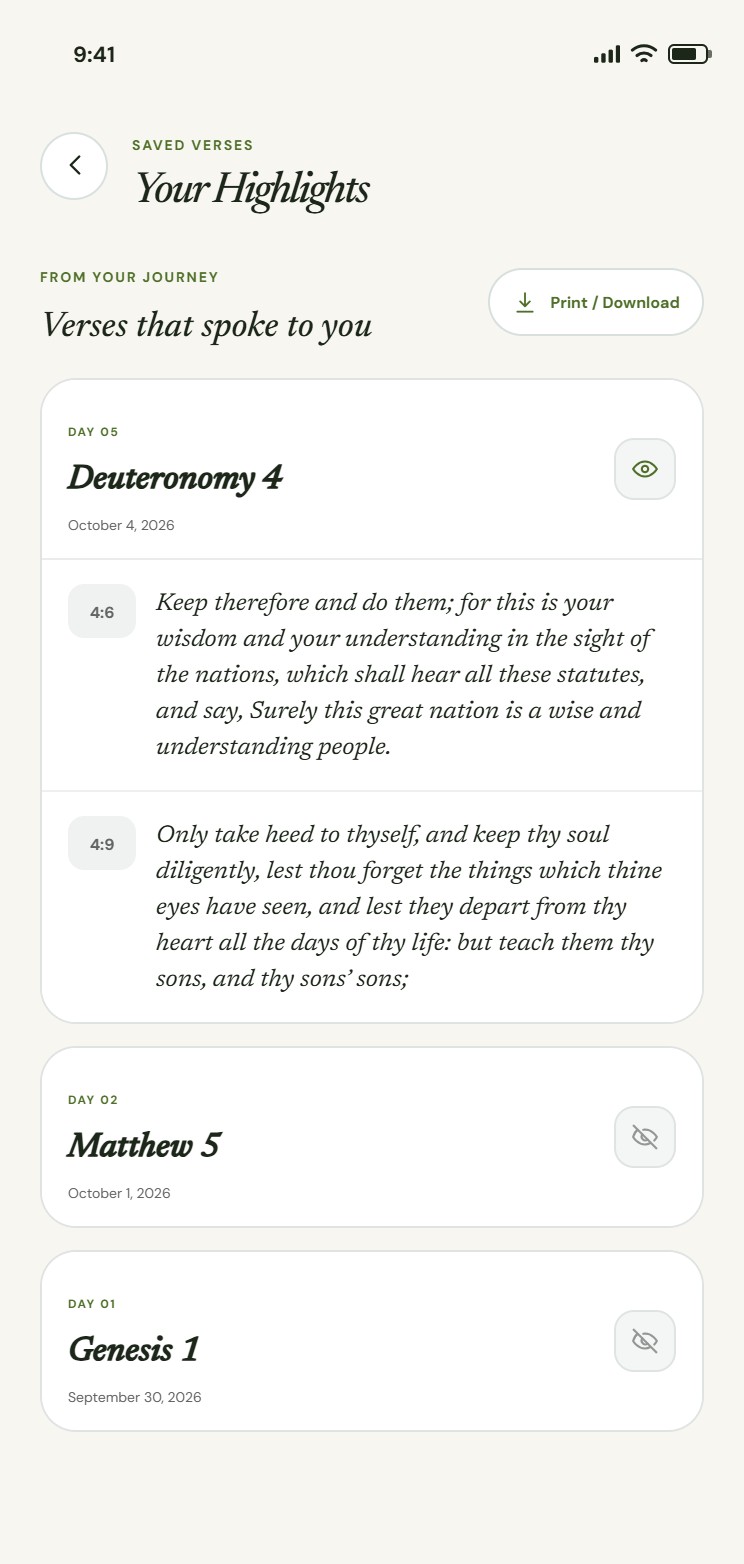 9:41
SAVED VERSES
Your Highlights
FROM YOUR JOURNEY
Verses that spoke to you
Print / Download
DAY 05
Deuteronomy 4
October 4, 2026
4:6
Keep therefore and do them; for this is your
wisdom and your understanding in the sight of
the nations, which shall hear all these statutes,
and say, Surely this great nation is a wise and
understanding people.
4:9
Only take heed to thyself, and keep thy soul
diligently, lest thou forget the things which thine
eyes have seen, and lest they depart from thy
heart all the days of thy life: but teach them thy
sons, and thy sons’ sons;
DAY 02
Matthew 5
October 1, 2026
DAY 01
Genesis 1
September 30, 2026